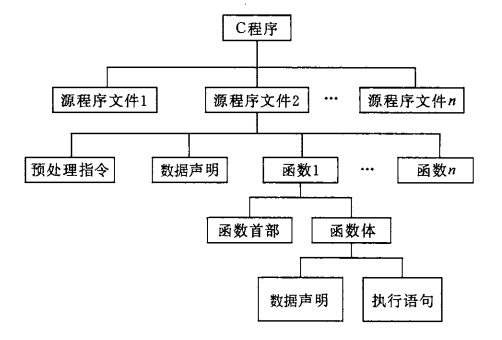 C程序
源程序文件1 源程序文件2 … 源程序文件n
预处理指令 数据声明 函数1 … 函数n
函数首部 函数体
数据声明 执行语句